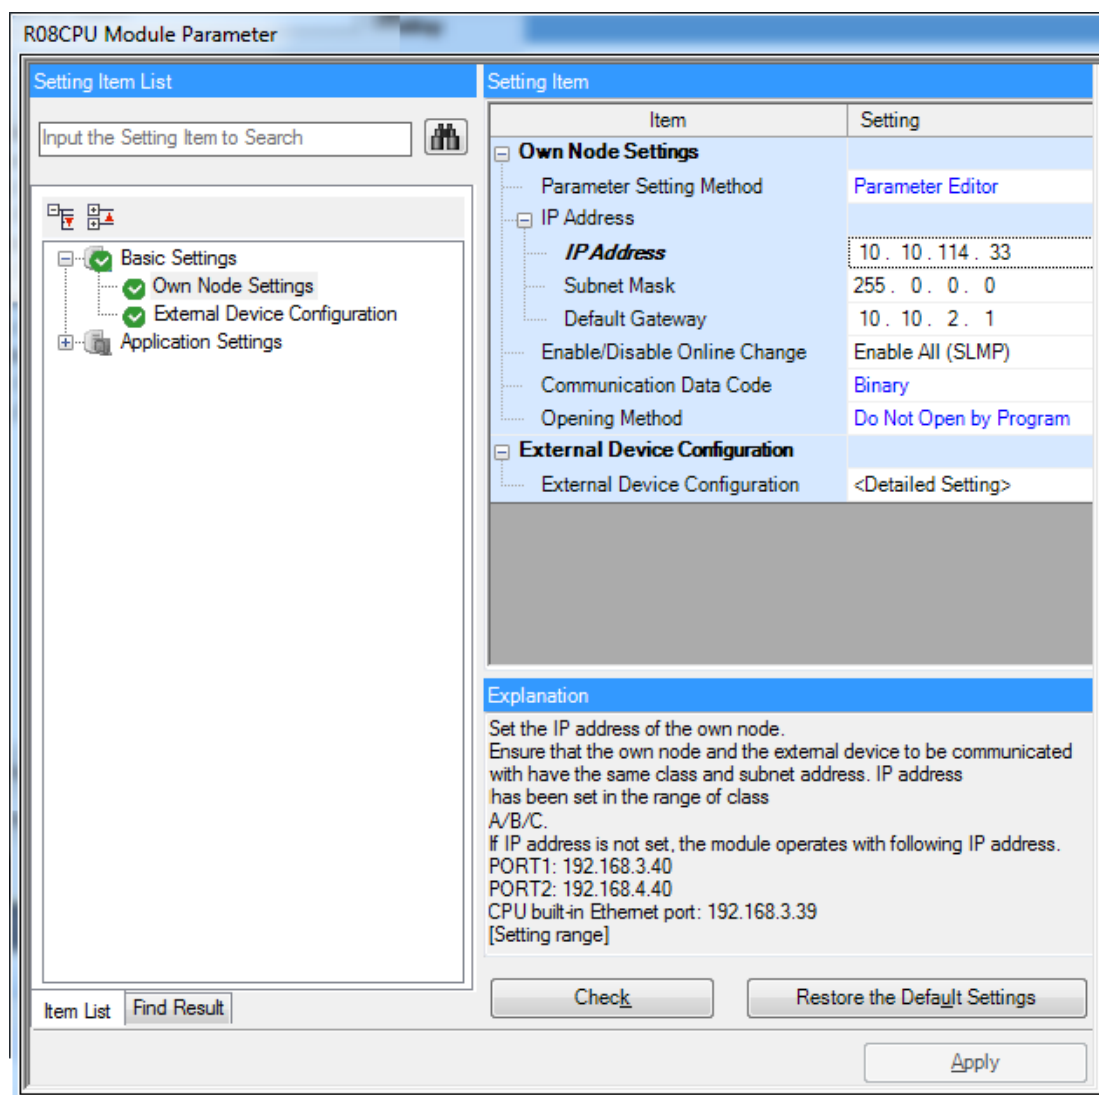 R08CPU Module Parameter
Setting Item List
Input the Setting Item to Search
Basic Settings
Own Node Settings
External Device Configuration
Application Settings
Item List
Find Result
Setting Item
Item Setting
Own Node Settings
Parameter Setting Method Parameter Editor
IP Address
IP Address 10 . 10 . 114 . 33
Subnet Mask 255 . 0 . 0 . 0
Default Gateway 10 . 10 . 2 . 1
Enable/Disable Online Change Enable All (SLMP)
Communication Data Code Binary
Opening Method Do Not Open by Program
External Device Configuration
External Device Configuration <Detailed Setting>
Explanation
Set the IP address of the own node.
Ensure that the own node and the external device to be communicated
with have the same class and subnet address. IP address
has been set in the range of class
A/B/C.
If IP address is not set, the module operates with following IP address.
PORT1: 192.168.3.40
PORT2: 192.168.4.40
CPU built-in Ethernet port: 192.168.3.39
[Setting range]
Check
Restore the Default Settings
Apply